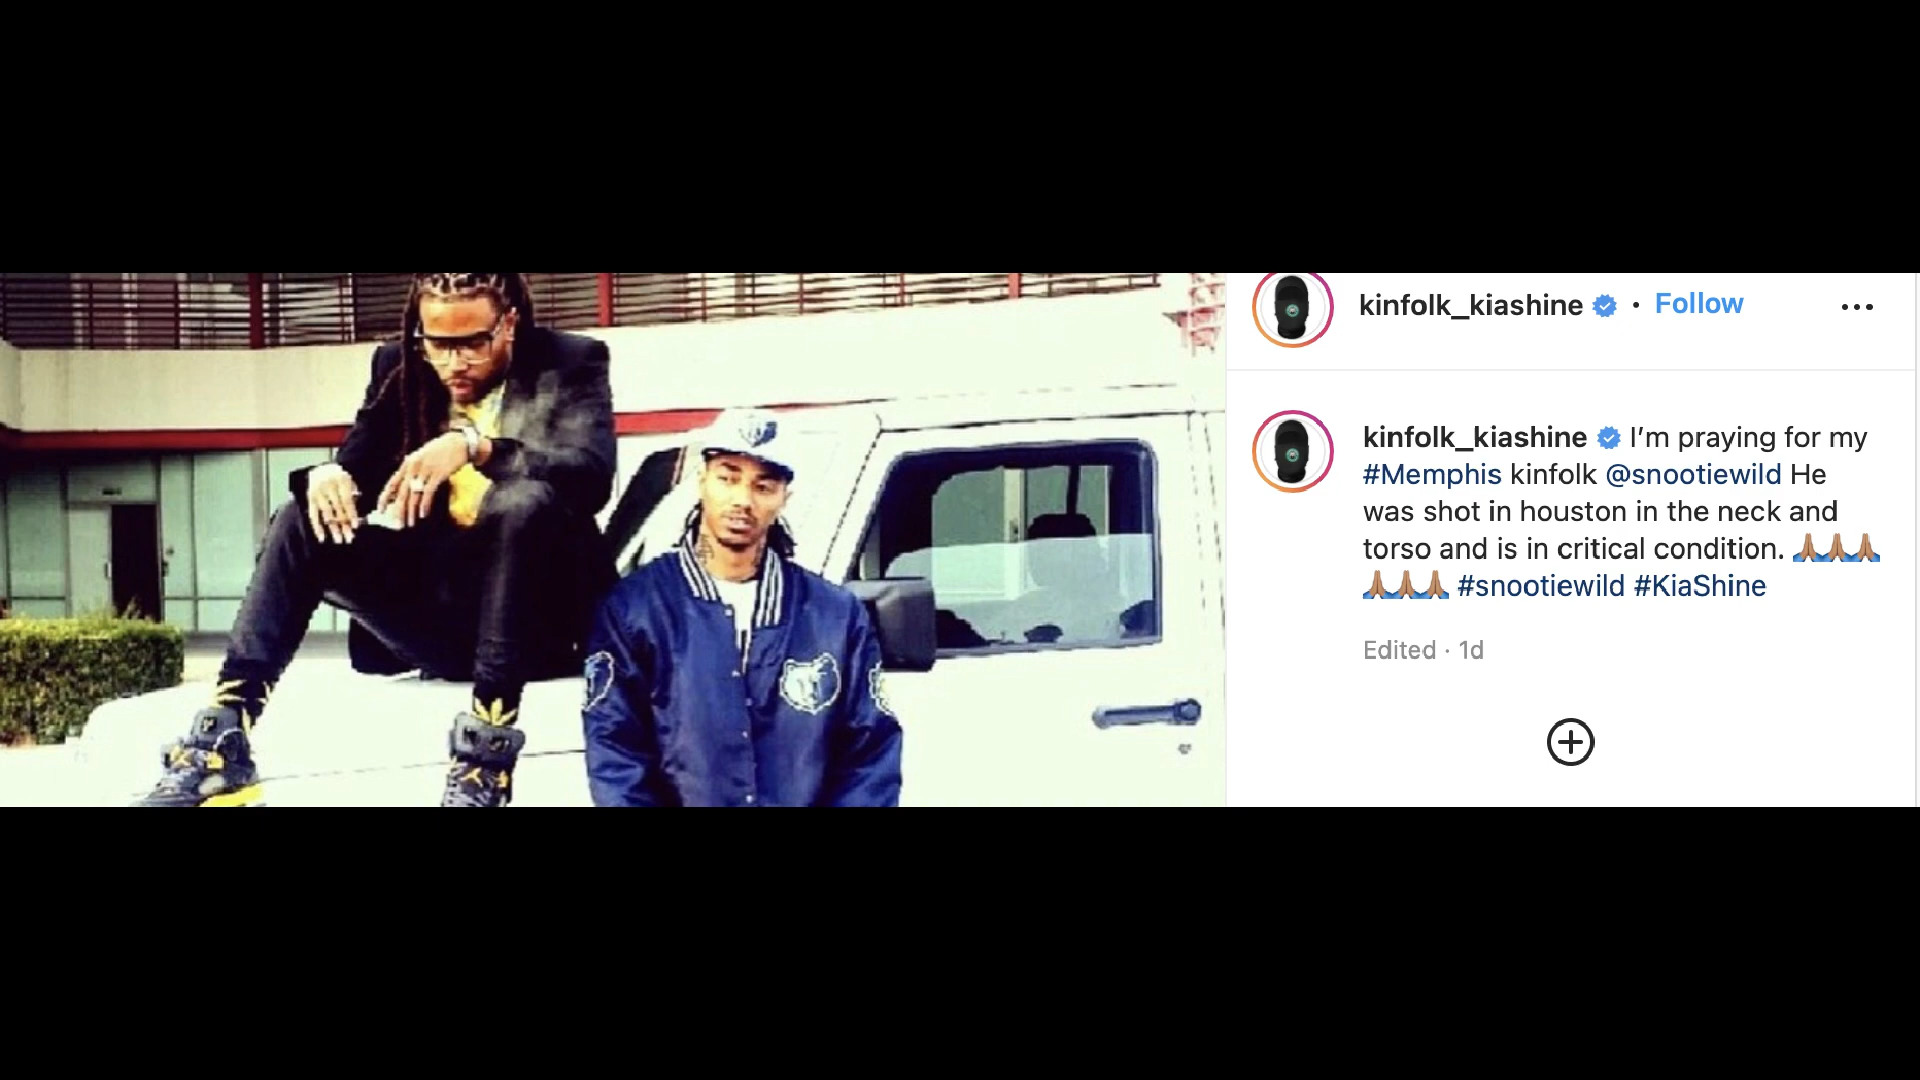 kinfolk_kiashine • Follow
kinfolk_kiashine I’m praying for my
#Memphis kinfolk @snootiewild He
was shot in houston in the neck and
torso and is in critical condition. 🙏🏽🙏🏽🙏🏽
🙏🏽🙏🏽🙏🏽 #snootiewild #KiaShine
Edited · 1d